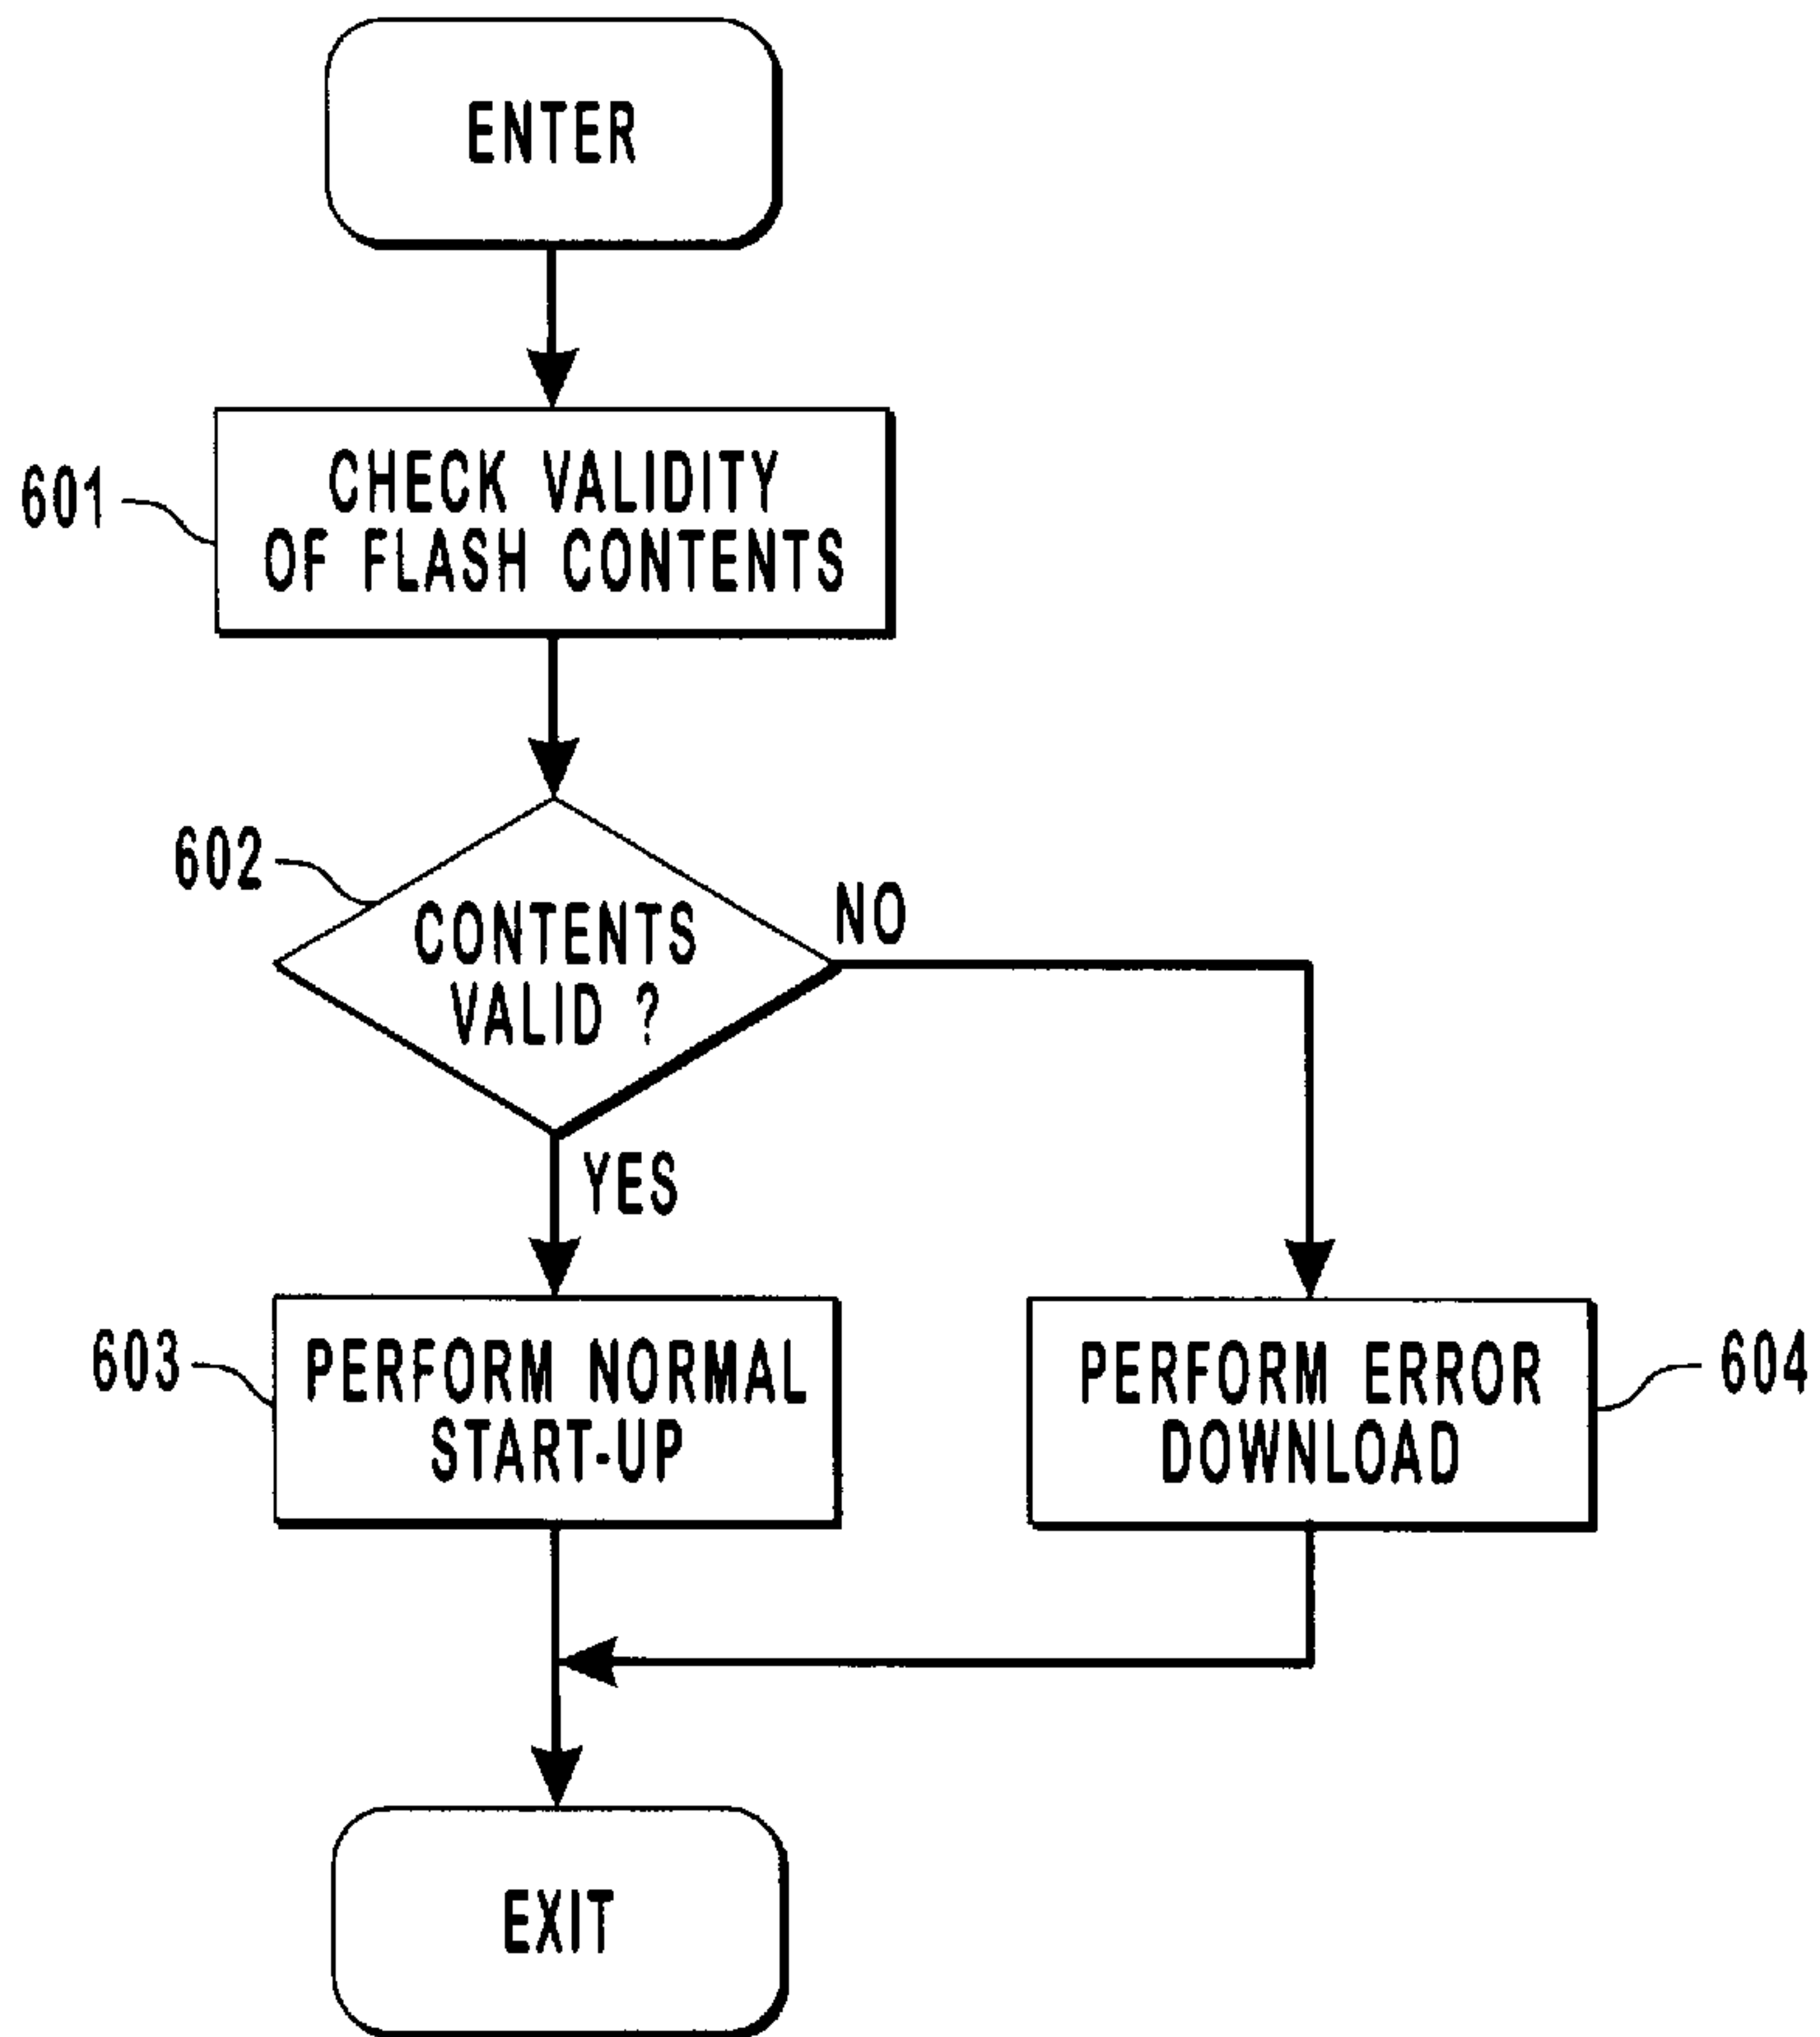 ENTER
601
CHECK VALIDITY
OF FLASH CONTENTS
602
CONTENTS
VALID ?
NO
YES
603
PERFORM NORMAL
START-UP
PERFORM ERROR
DOWNLOAD
604
EXIT